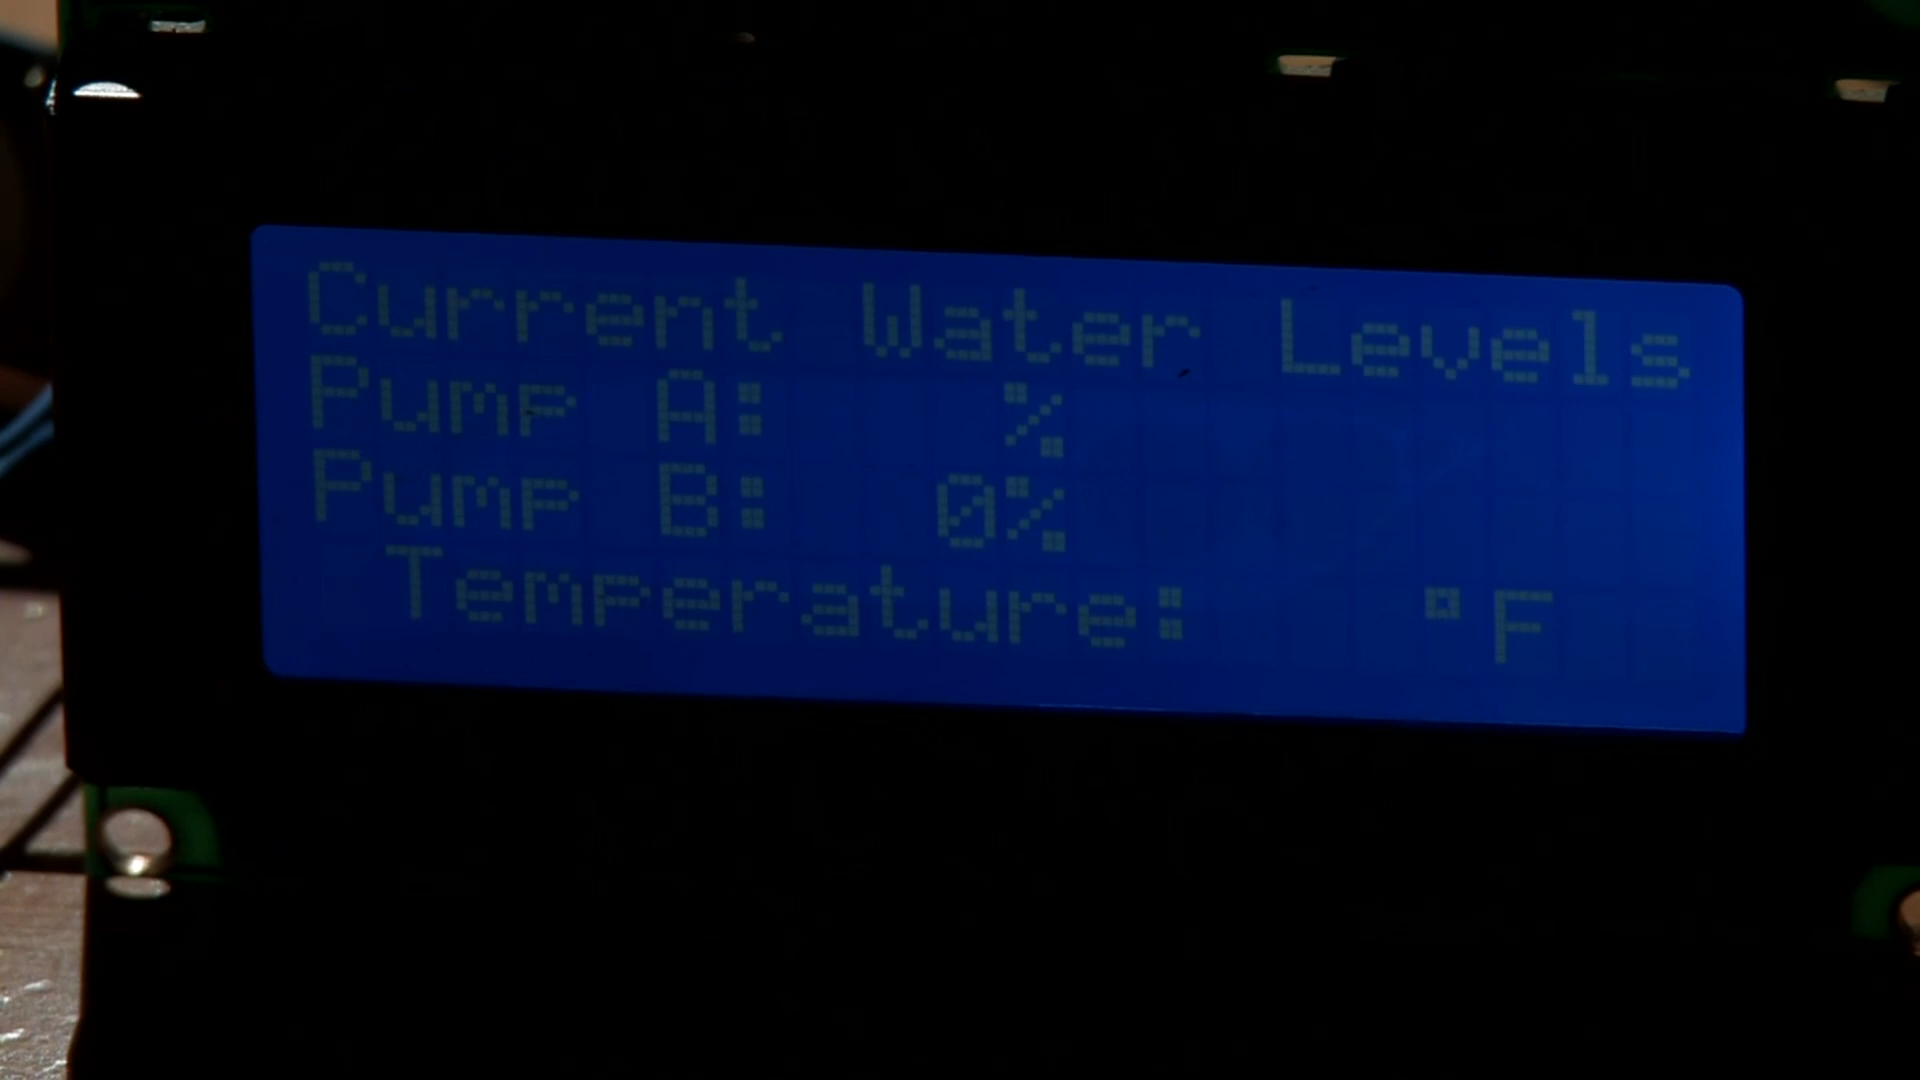 Current Water Levels
Pump A: %
Pump B: 0%
Temperature: °F